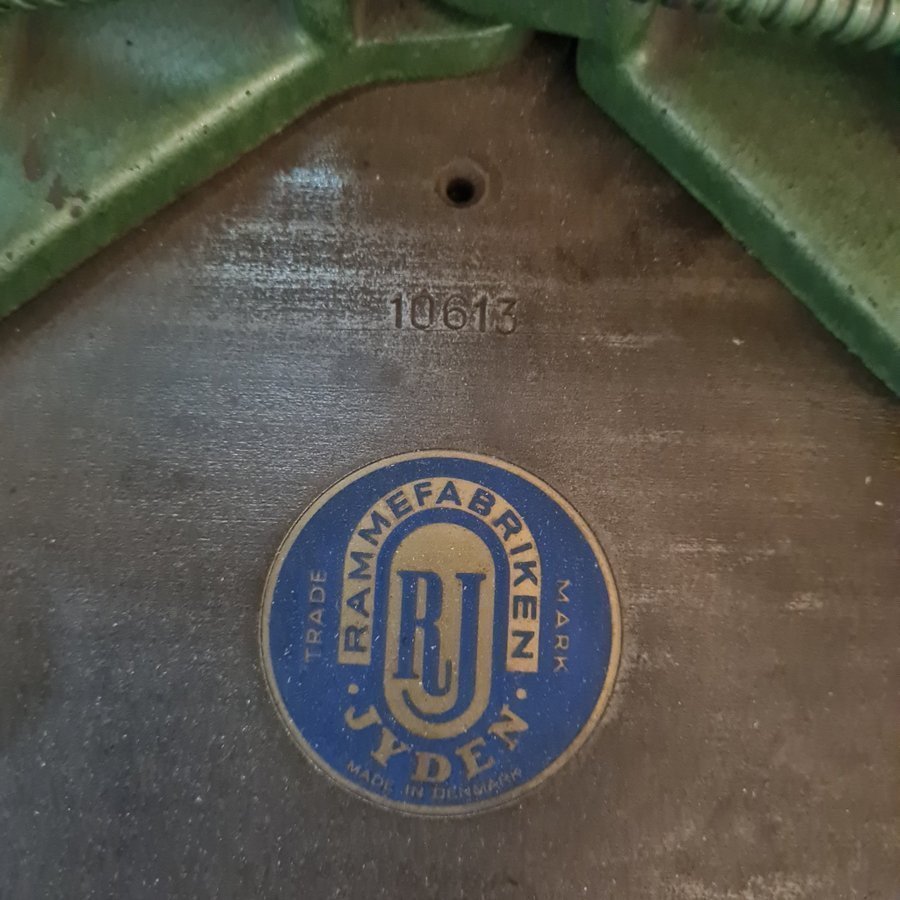 10613
RAMMEFABRIKEN
TRADE
RJ
MARK
• JYDEN •
MADE IN DENMARK